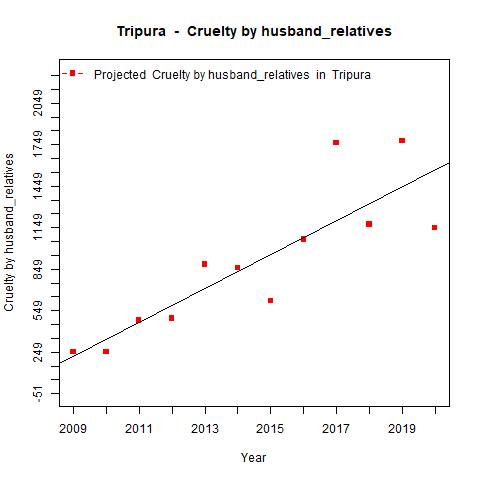 Tripura - Cruelty by husband_relatives
Projected Cruelty by husband_relatives in Tripura
Cruelty by husband_relatives
2049
1749
1449
1149
849
549
249
-51
2009 2011 2013 2015 2017 2019
Year